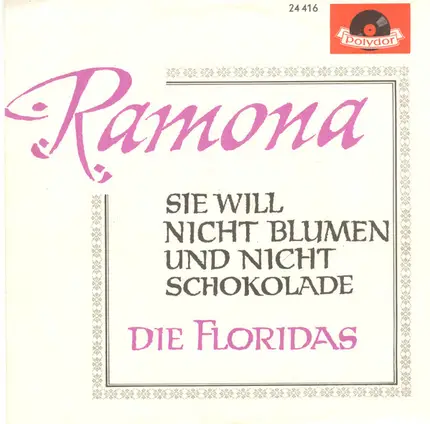 24 416
Polydor
Ramona
SIE WILL
NICHT BLUMEN
UND NICHT
SCHOKOLADE
DIE FLORIDAS